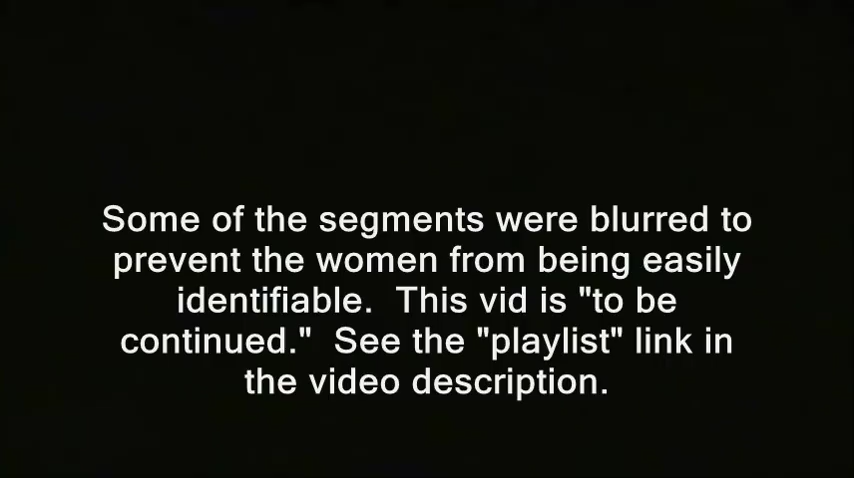 Some of the segments were blurred to
prevent the women from being easily
identifiable.  This vid is "to be
continued."  See the "playlist" link in
the video description.